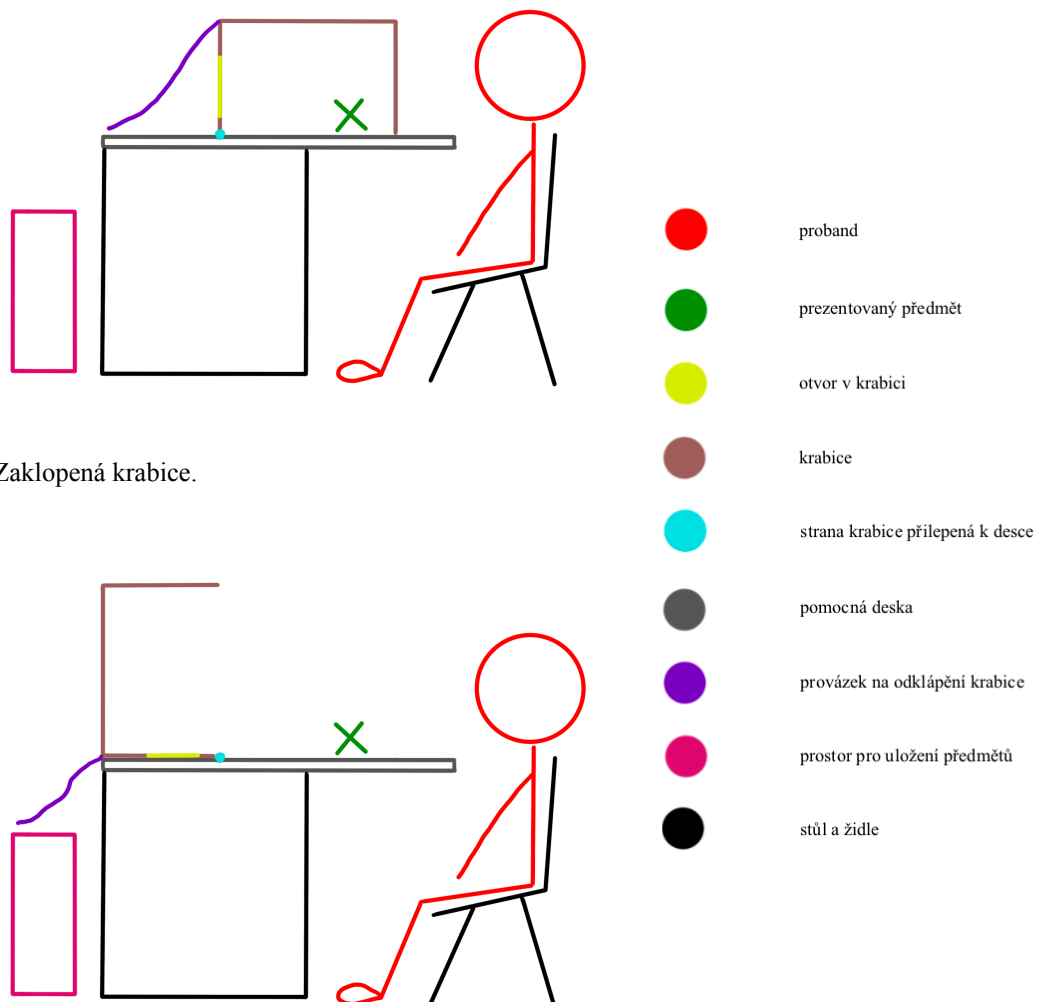 proband
prezentovaný předmět
otvor v krabici
krabice
Zaklopená krabice.
strana krabice přilepená k desce
pomocná deska
provázek na odklápění krabice
prostor pro uložení předmětů
stůl a židle